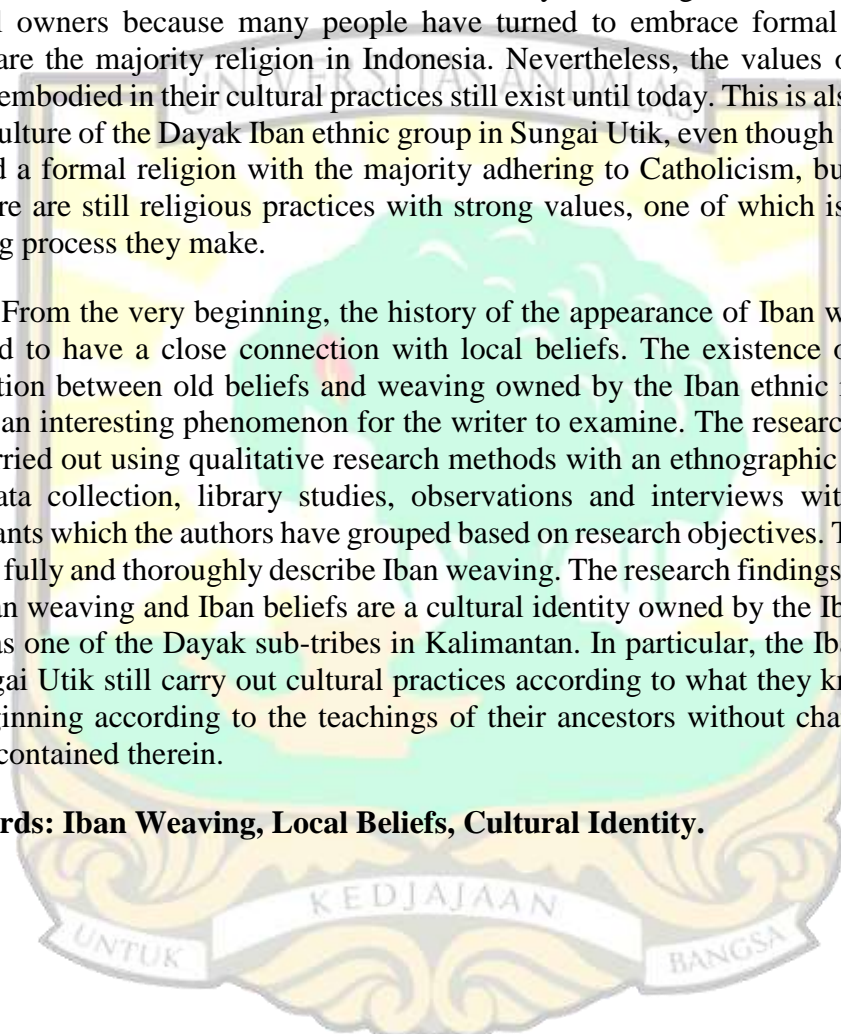 l owners because many people have turned to embrace formal
are the majority religion in Indonesia. Nevertheless, the values o
embodied in their cultural practices still exist until today. This is als
ulture of the Dayak Iban ethnic group in Sungai Utik, even though
d a formal religion with the majority adhering to Catholicism, bu
re are still religious practices with strong values, one of which is
g process they make.
From the very beginning, the history of the appearance of Iban w
d to have a close connection with local beliefs. The existence o
tion between old beliefs and weaving owned by the Iban ethnic
an interesting phenomenon for the writer to examine. The researc
rried out using qualitative research methods with an ethnographic
ata collection, library studies, observations and interviews wit
ants which the authors have grouped based on research objectives. T
fully and thoroughly describe Iban weaving. The research findings
an weaving and Iban beliefs are a cultural identity owned by the Ib
as one of the Dayak sub-tribes in Kalimantan. In particular, the Iba
gai Utik still carry out cultural practices according to what they kn
ginning according to the teachings of their ancestors without cha
contained therein.
rds: Iban Weaving, Local Beliefs, Cultural Identity.
UNIVERSITAS ANDALAS
UNTUK KEDJAJAAN BANGSA